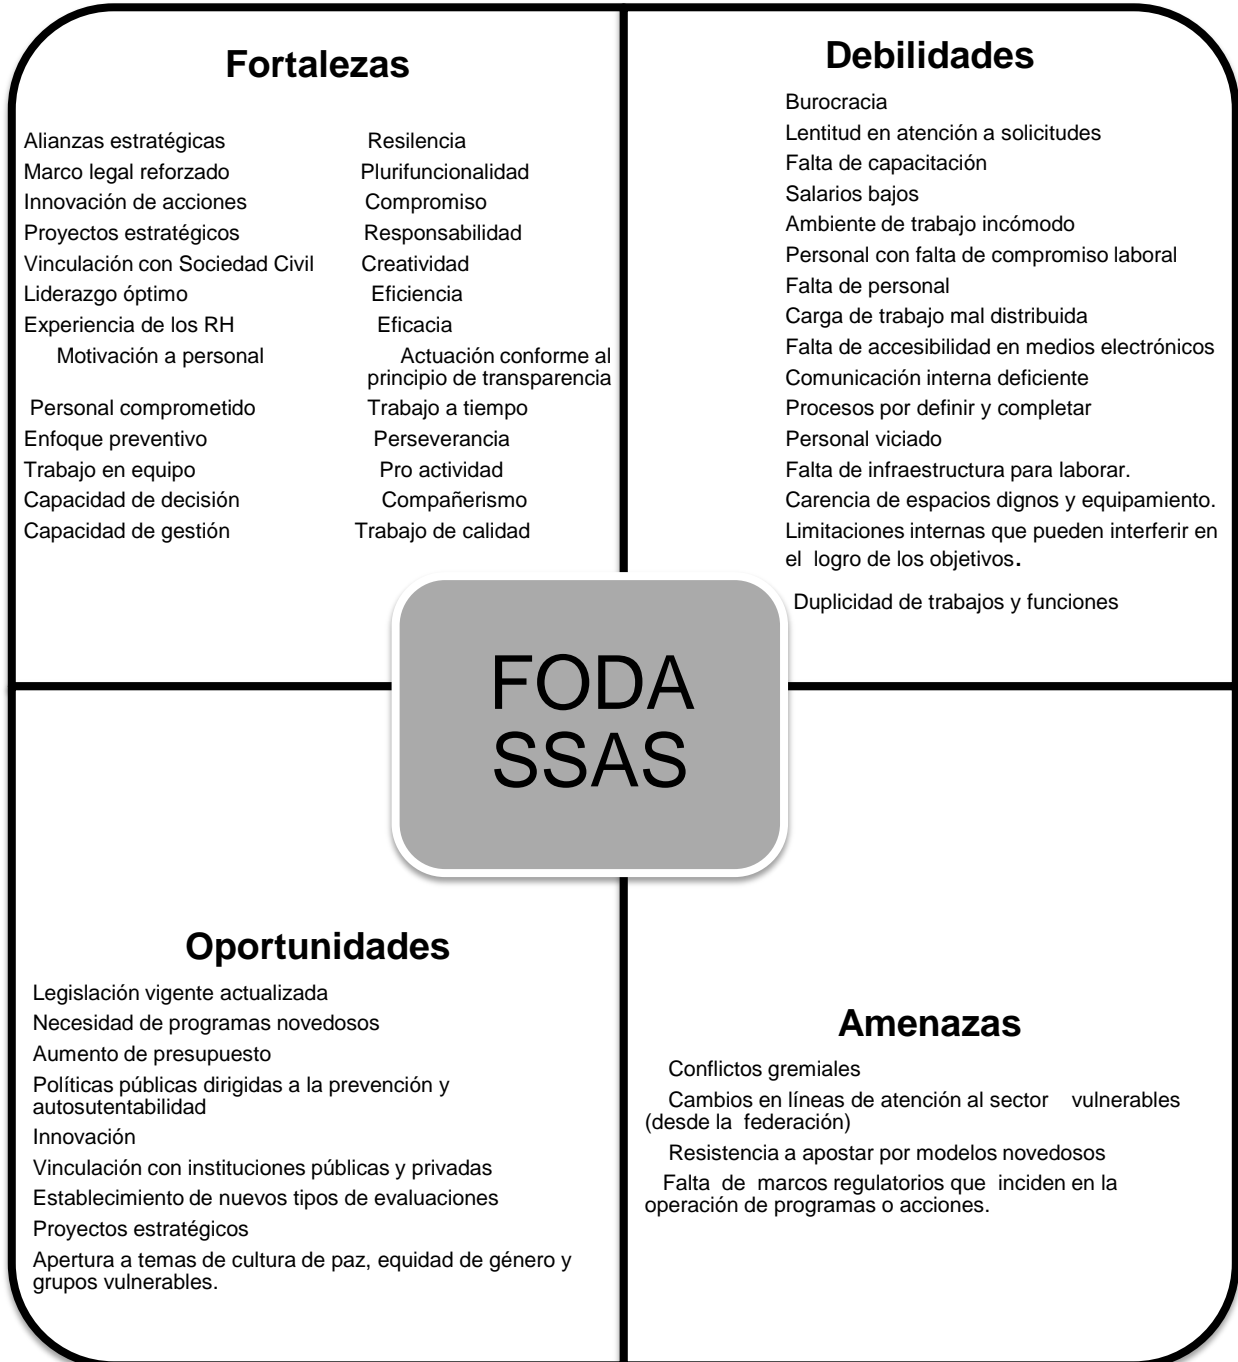 Fortalezas
Alianzas estratégicas
Marco legal reforzado
Innovación de acciones
Proyectos estratégicos
Vinculación con Sociedad Civil
Liderazgo óptimo
Experiencia de los RH
Motivación a personal
Personal comprometido
Enfoque preventivo
Trabajo en equipo
Capacidad de decisión
Capacidad de gestión
Resilencia
Plurifuncionalidad
Compromiso
Responsabilidad
Creatividad
Eficiencia
Eficacia
Actuación conforme al
principio de transparencia
Trabajo a tiempo
Perseverancia
Pro actividad
Compañerismo
Trabajo de calidad
Debilidades
Burocracia
Lentitud en atención a solicitudes
Falta de capacitación
Salarios bajos
Ambiente de trabajo incómodo
Personal con falta de compromiso laboral
Falta de personal
Carga de trabajo mal distribuida
Falta de accesibilidad en medios electrónicos
Comunicación interna deficiente
Procesos por definir y completar
Personal viciado
Falta de infraestructura para laborar.
Carencia de espacios dignos y equipamiento.
Limitaciones internas que pueden interferir en
el logro de los objetivos.
Duplicidad de trabajos y funciones
FODA
SSAS
Oportunidades
Legislación vigente actualizada
Necesidad de programas novedosos
Aumento de presupuesto
Políticas públicas dirigidas a la prevención y
autosutentabilidad
Innovación
Vinculación con instituciones públicas y privadas
Establecimiento de nuevos tipos de evaluaciones
Proyectos estratégicos
Apertura a temas de cultura de paz, equidad de género y
grupos vulnerables.
Amenazas
Conflictos gremiales
Cambios en líneas de atención al sector vulnerables
(desde la federación)
Resistencia a apostar por modelos novedosos
Falta de marcos regulatorios que inciden en la
operación de programas o acciones.